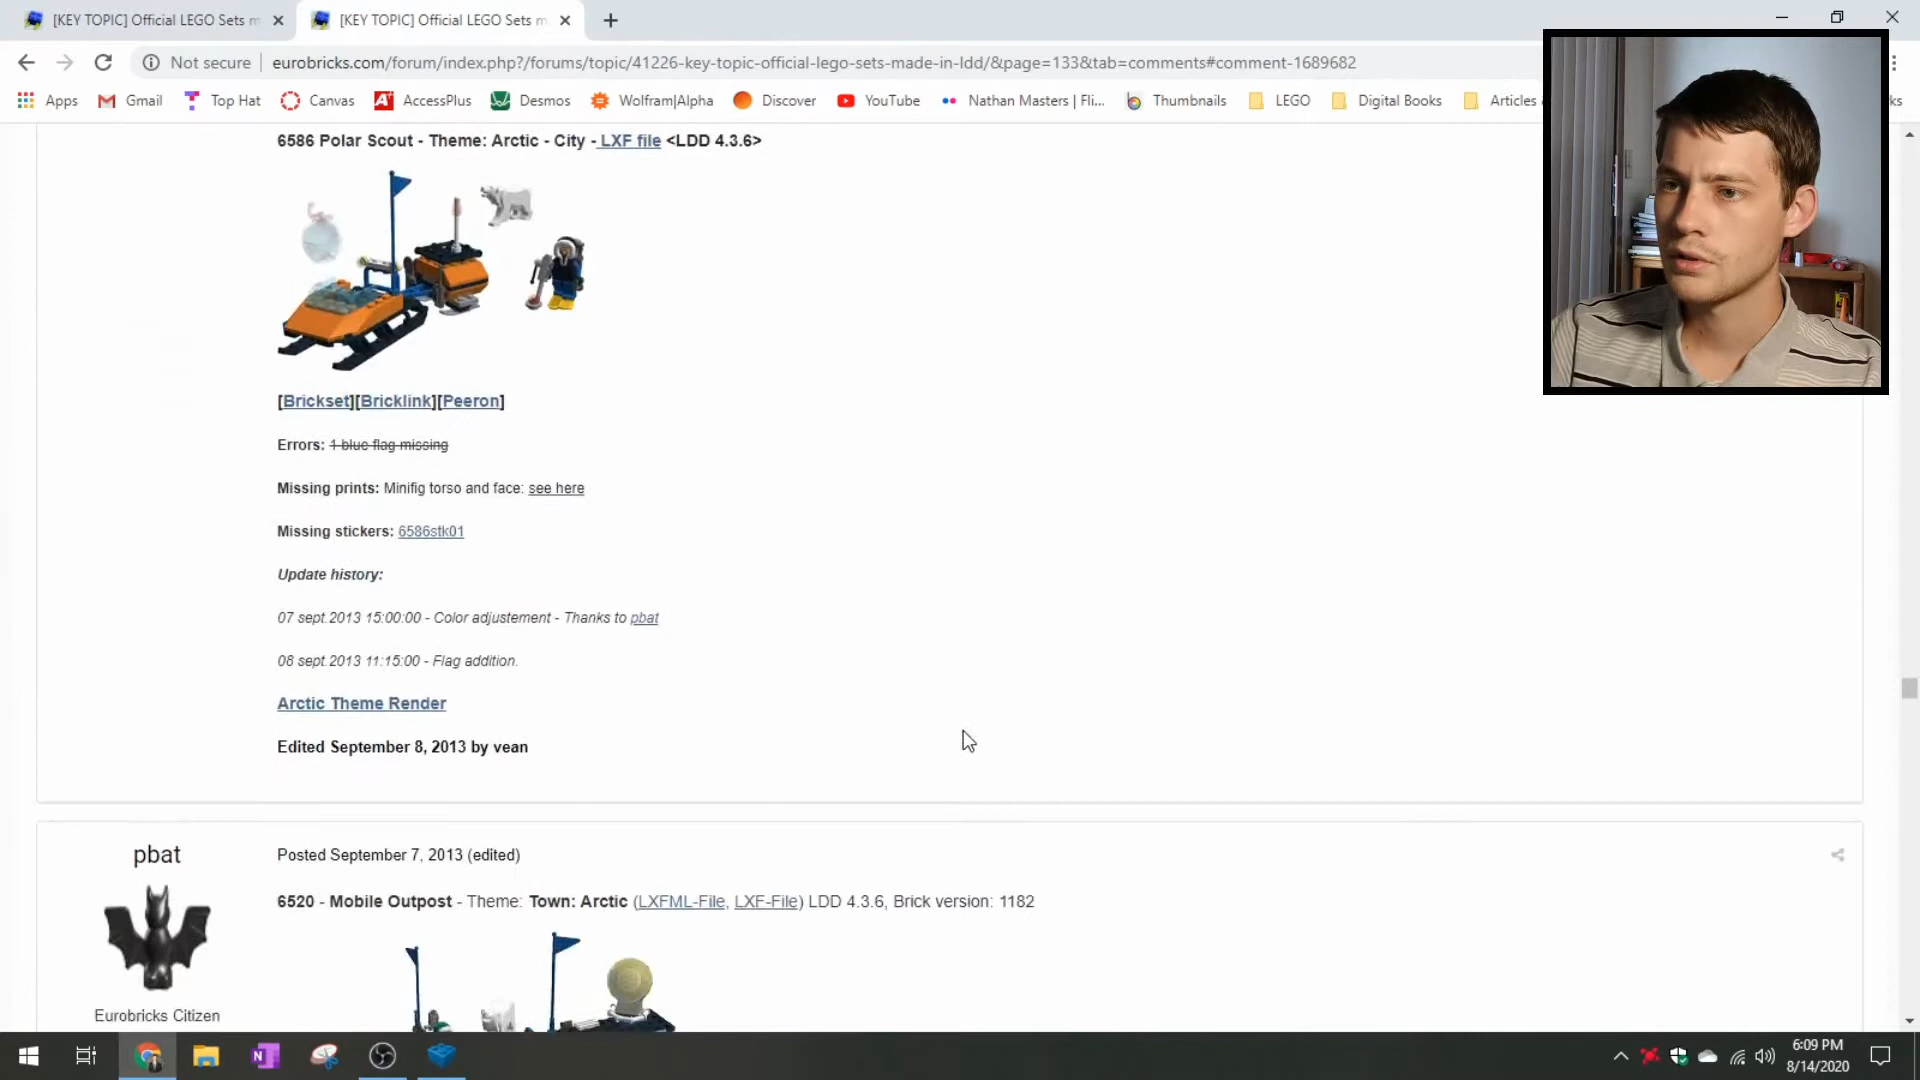 [KEY TOPIC] Official LEGO Sets m
[KEY TOPIC] Official LEGO Sets m
Not secure
eurobricks.com/forum/index.php?/forums/topic/41226-key-topic-official-lego-sets-made-in-ldd/&page=133&tab=comments#comment-1689682
Apps Gmail Top Hat Canvas AccessPlus Desmos Wolfram|Alpha Discover YouTube Nathan Masters | Fli... Thumbnails LEGO Digital Books Articles
6586 Polar Scout - Theme: Arctic - City - LXF file <LDD 4.3.6>
[Brickset][Bricklink][Peeron]
Errors: 1 blue flag missing
Missing prints: Minifig torso and face: see here
Missing stickers: 6586stk01
Update history:
07 sept.2013 15:00:00 - Color adjustement - Thanks to pbat
08 sept.2013 11:15:00 - Flag addition.
Arctic Theme Render
Edited September 8, 2013 by vean
pbat
Posted September 7, 2013 (edited)
6520 - Mobile Outpost - Theme: Town: Arctic (LXFML-File, LXF-File) LDD 4.3.6, Brick version: 1182
Eurobricks Citizen
6:09 PM
8/14/2020